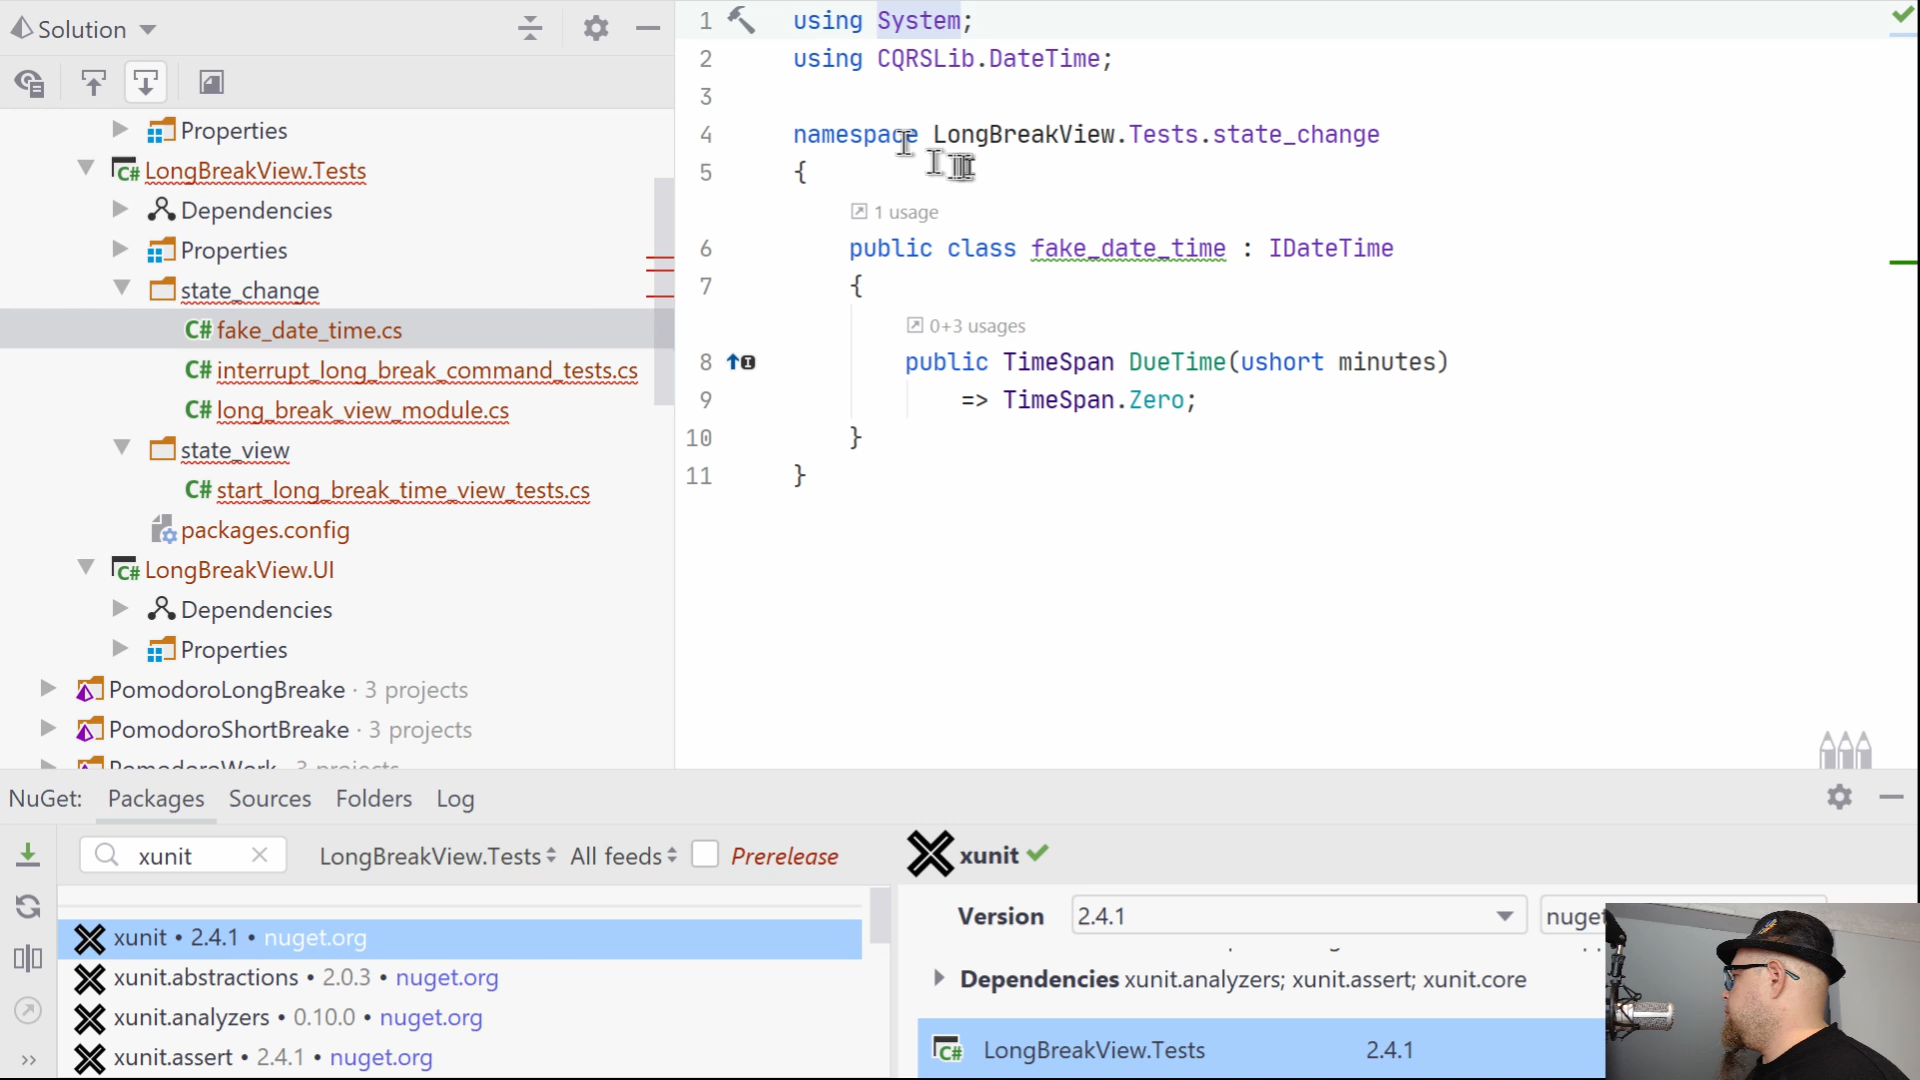 Solution
Properties
LongBreakView.Tests
Dependencies
Properties
state_change
C# fake_date_time.cs
C# interrupt_long_break_command_tests.cs
C# long_break_view_module.cs
state_view
C# start_long_break_time_view_tests.cs
packages.config
LongBreakView.UI
Dependencies
Properties
PomodoroLongBreake · 3 projects
PomodoroShortBreake · 3 projects
PomodoroWork · 3 projects
1 using System;
2 using CQRSLib.DateTime;
3
4 namespace LongBreakView.Tests.state_change
5 {
1 usage
6 public class fake_date_time : IDateTime
7 {
0+3 usages
8 public TimeSpan DueTime(ushort minutes)
9 => TimeSpan.Zero;
10 }
11 }
NuGet: Packages Sources Folders Log
xunit LongBreakView.Tests All feeds Prerelease
xunit • 2.4.1 • nuget.org
xunit.abstractions • 2.0.3 • nuget.org
xunit.analyzers • 0.10.0 • nuget.org
xunit.assert • 2.4.1 • nuget.org
xunit
Version 2.4.1
Dependencies xunit.analyzers; xunit.assert; xunit.core
C# LongBreakView.Tests 2.4.1